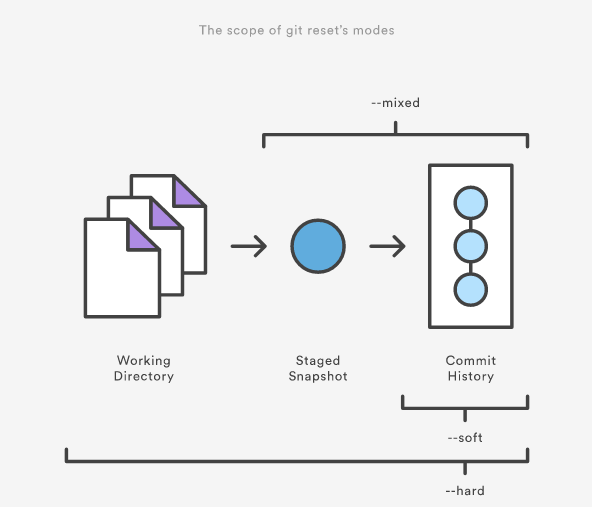 The scope of git reset's modes
--mixed
Working
Directory
Staged
Snapshot
Commit
History
--soft
--hard